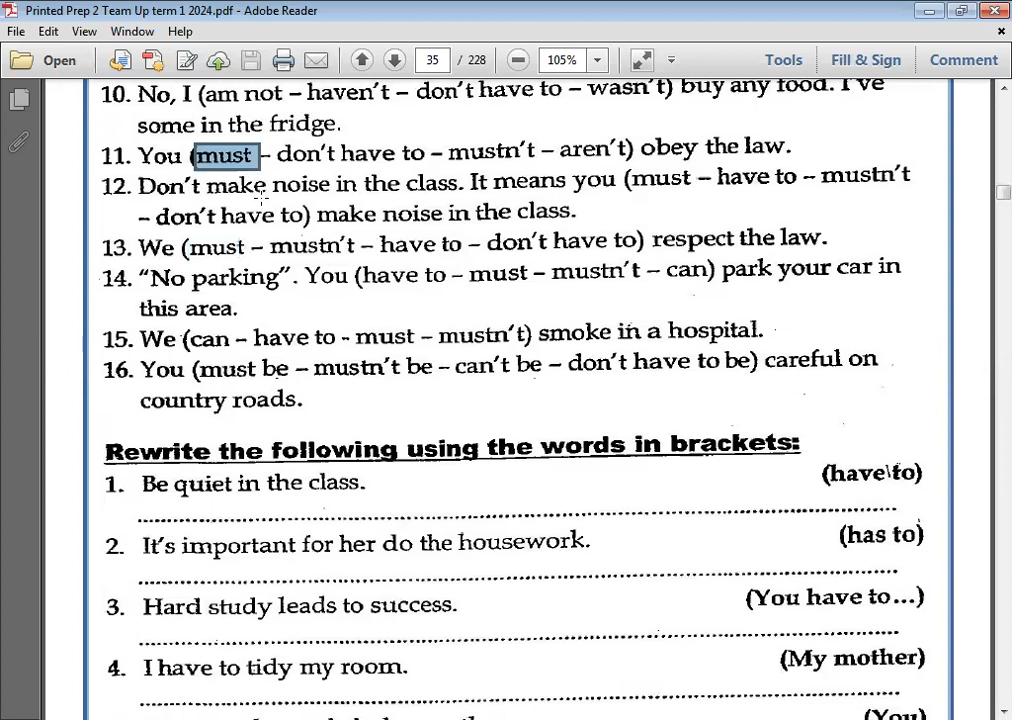 Printed Prep 2 Team Up term 1 2024.pdf - Adobe Reader
File Edit View Window Help
Open 35 / 228 105% Tools Fill & Sign Comment
10. No, I (am not – haven't – don't have to – wasn't) buy any food. I've
some in the fridge.
11. You (must – don't have to – mustn't – aren't) obey the law.
12. Don't make noise in the class. It means you (must – have to – mustn't
– don't have to) make noise in the class.
13. We (must – mustn't – have to – don't have to) respect the law.
14. “No parking”. You (have to – must – mustn't – can) park your car in
this area.
15. We (can – have to - must – mustn't) smoke in a hospital.
16. You (must be – mustn't be – can't be – don't have to be) careful on
country roads.
Rewrite the following using the words in brackets:
1. Be quiet in the class. (have to)
2. It's important for her do the housework. (has to)
3. Hard study leads to success. (You have to...)
4. I have to tidy my room. (My mother)
(You)